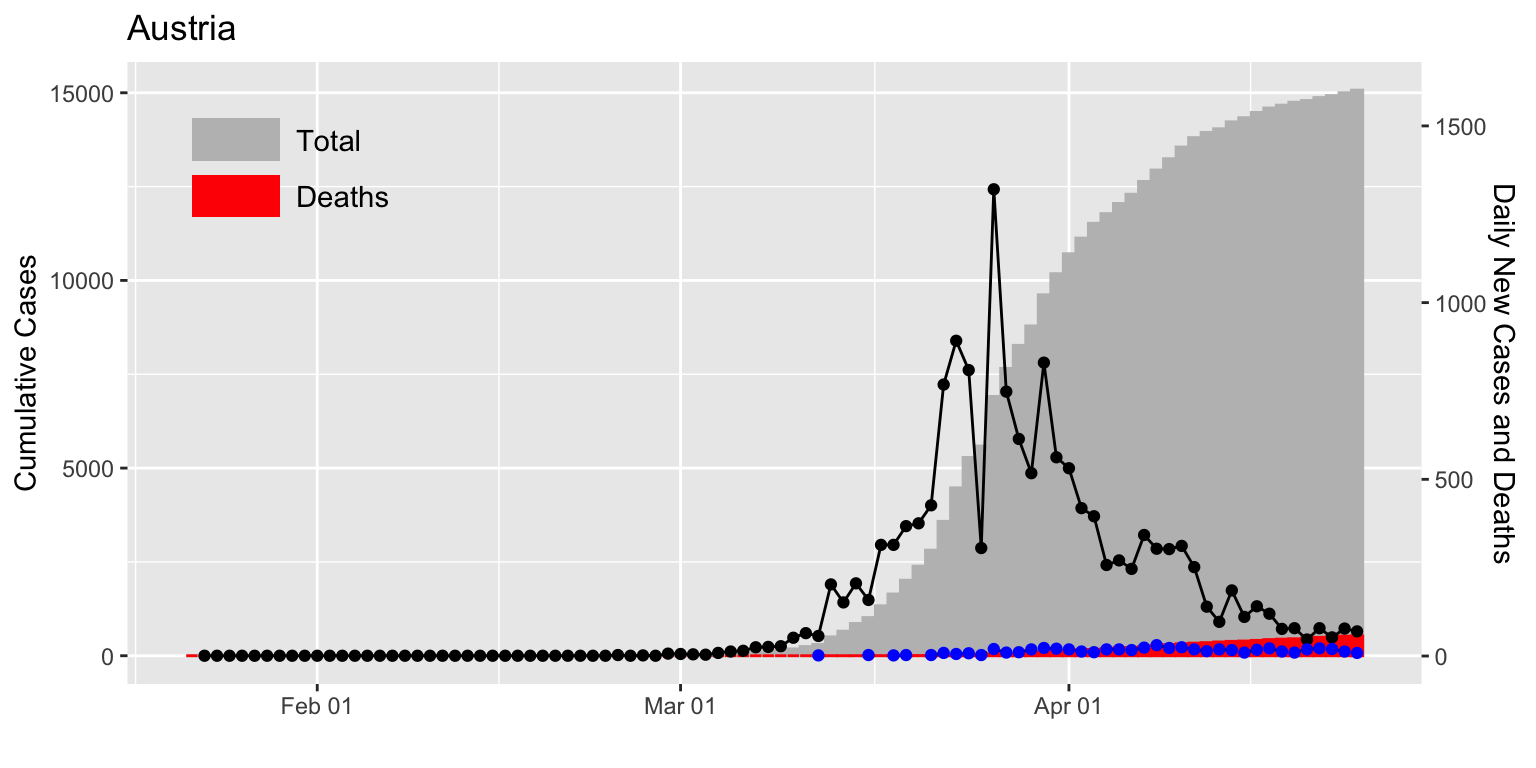 Austria
15000
10000
5000
0
Cumulative Cases
Total
Deaths
1500
1000
500
0
Daily New Cases and Deaths
Feb 01
Mar 01
Apr 01